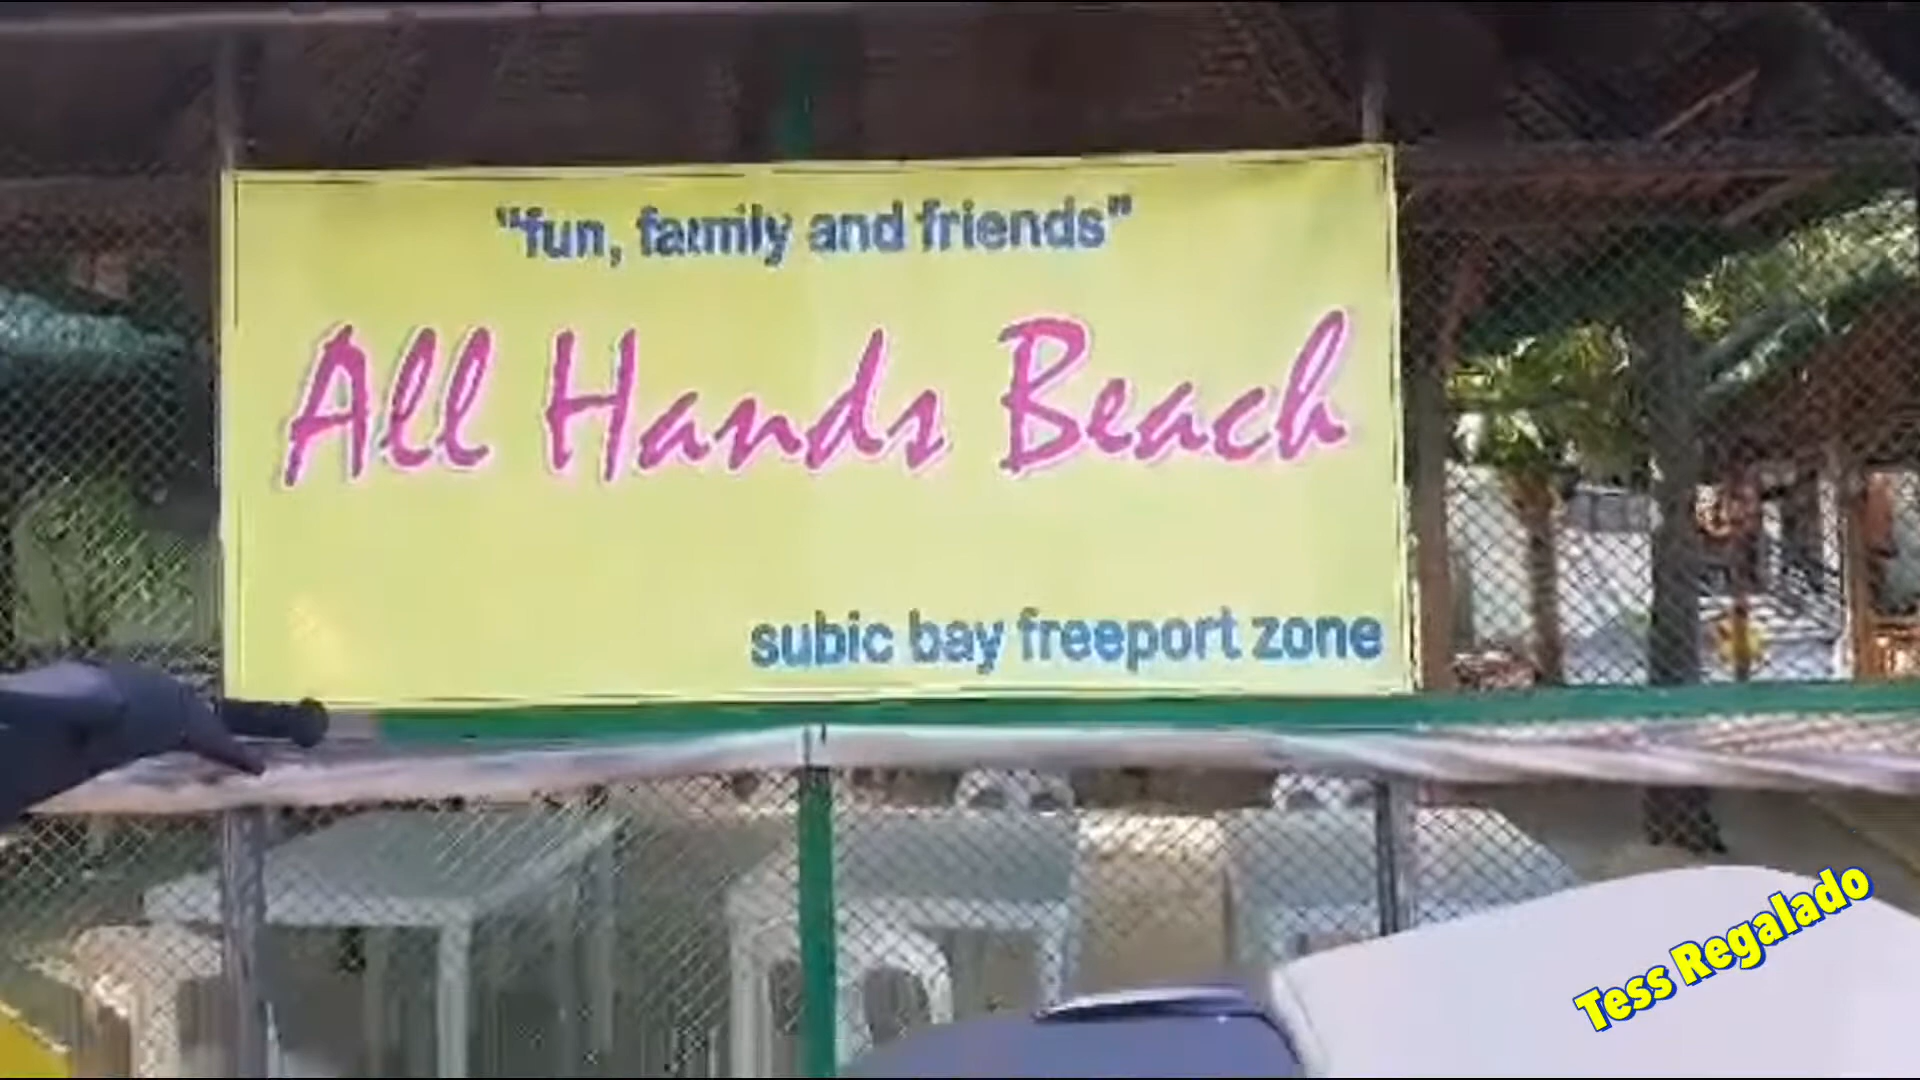 "fun, family and friends"
All Hands Beach
subic bay freeport zone
Tess Regalado